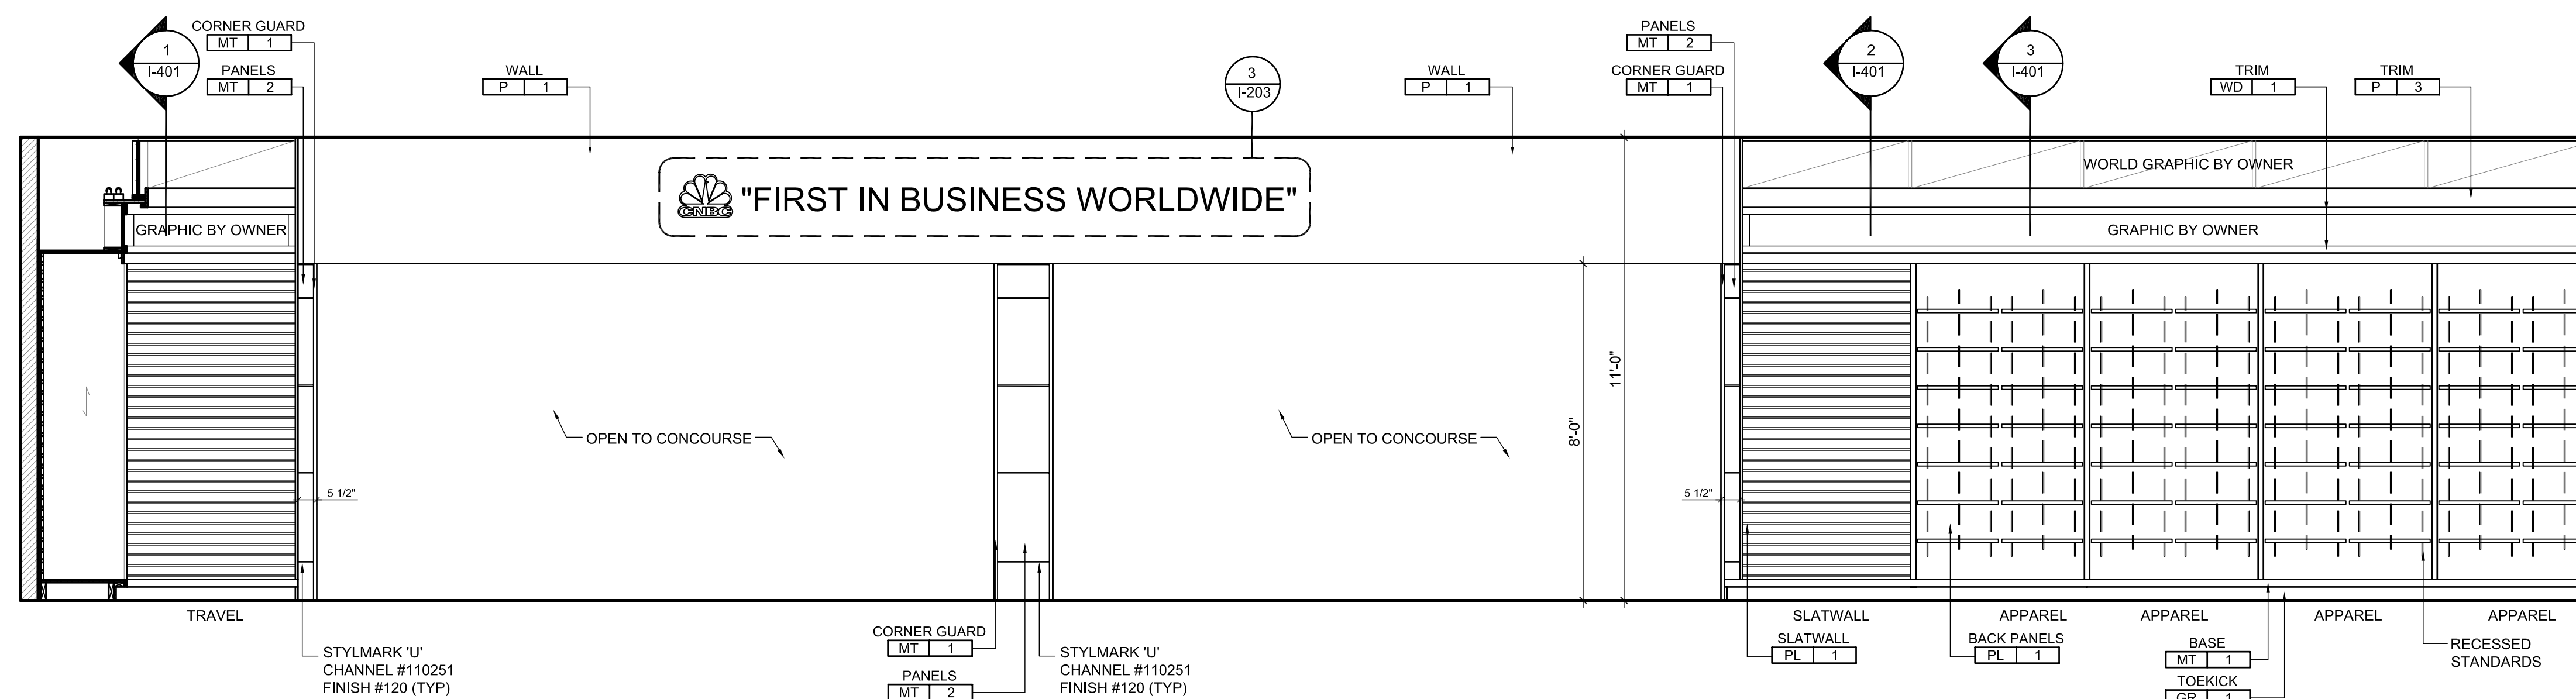 CORNER GUARD
MT 1
PANELS
MT 2
1
I-401
WALL
P 1
3
I-203
WALL
P 1
PANELS
MT 2
CORNER GUARD
MT 1
2
I-401
3
I-401
TRIM
WD 1
TRIM
P 3
GRAPHIC BY OWNER
CNBC
"FIRST IN BUSINESS WORLDWIDE"
WORLD GRAPHIC BY OWNER
GRAPHIC BY OWNER
OPEN TO CONCOURSE
OPEN TO CONCOURSE
8'-0"
11'-0"
5 1/2"
5 1/2"
TRAVEL
SLATWALL
APPAREL
APPAREL
APPAREL
APPAREL
STYLMARK 'U'
CHANNEL #110251
FINISH #120 (TYP)
CORNER GUARD
MT 1
PANELS
MT 2
STYLMARK 'U'
CHANNEL #110251
FINISH #120 (TYP)
SLATWALL
PL 1
BACK PANELS
PL 1
BASE
MT 1
TOEKICK
GR 1
RECESSED
STANDARDS